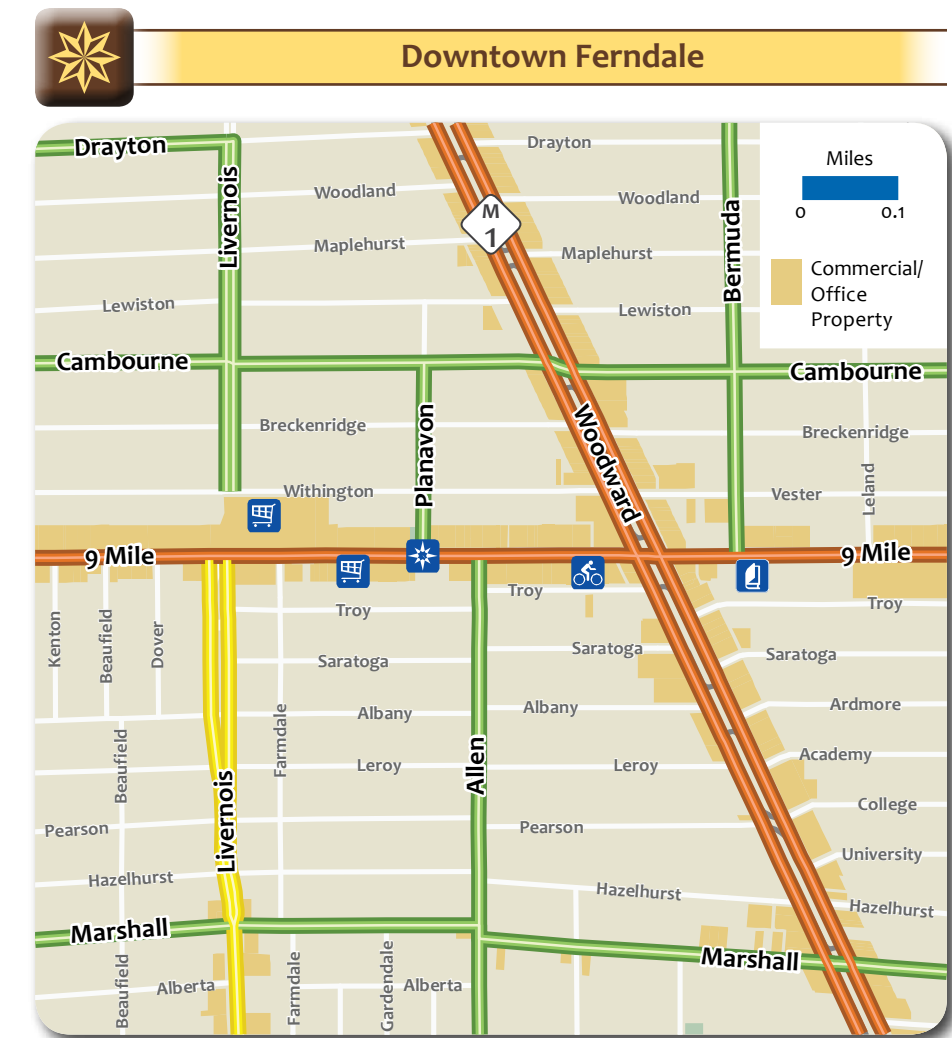 Downtown Ferndale
Drayton
Drayton
Miles
0 0.1
Livernois
Woodland
Woodland
M
1
Bermuda
Maplehurst
Maplehurst
Commercial/
Office
Property
Lewiston
Lewiston
Cambourne
Cambourne
Breckenridge
Planavon
Woodward
Breckenridge
Withington
Vester
Leland
9 Mile
9 Mile
Kenton
Beaufield
Dover
Troy
Troy
Troy
Saratoga
Saratoga
Saratoga
Albany
Albany
Ardmore
Beaufield
Farmdale
Allen
Leroy
Leroy
Academy
Livernois
College
Pearson
Pearson
University
Hazelhurst
Hazelhurst
Hazelhurst
Marshall
Marshall
Beaufield
Alberta
Farmdale
Gardendale
Alberta